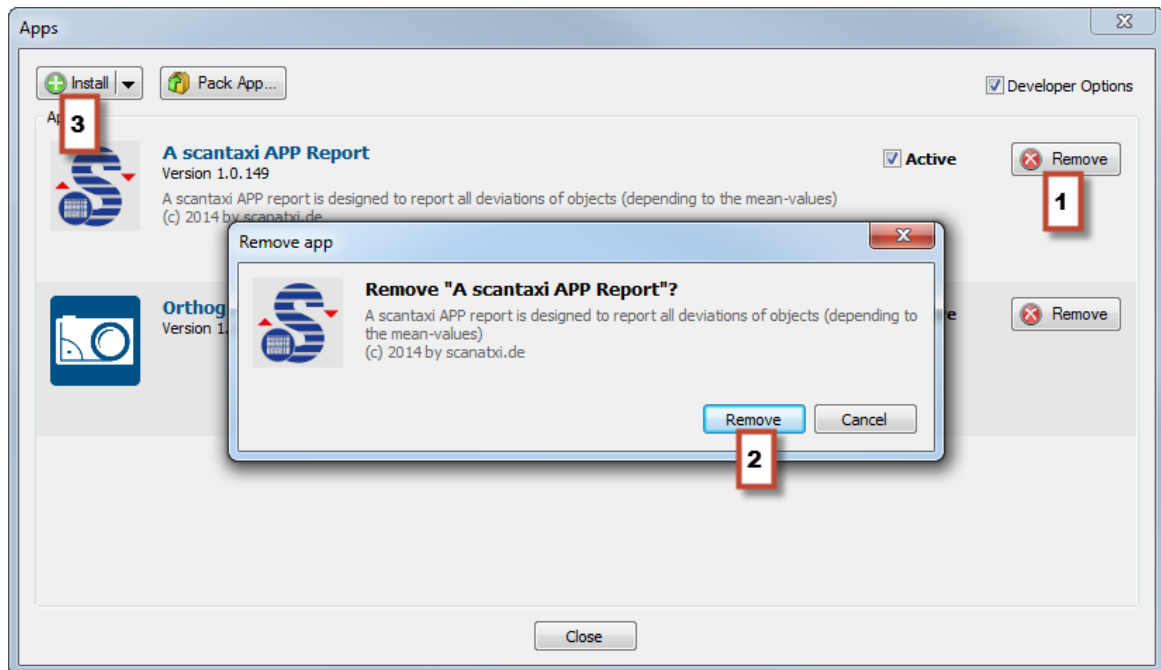 Apps
Install
Pack App...
Developer Options
3
A scantaxi APP Report
Version 1.0.149
A scantaxi APP report is designed to report all deviations of objects (depending to the mean-values)
(c) 2014 by scanatxi.de
Active
Remove
1
Remove app
Remove "A scantaxi APP Report"?
A scantaxi APP report is designed to report all deviations of objects (depending to
the mean-values)
(c) 2014 by scanatxi.de
Remove
Cancel
2
Orthog
Version 1.
e
Remove
Close